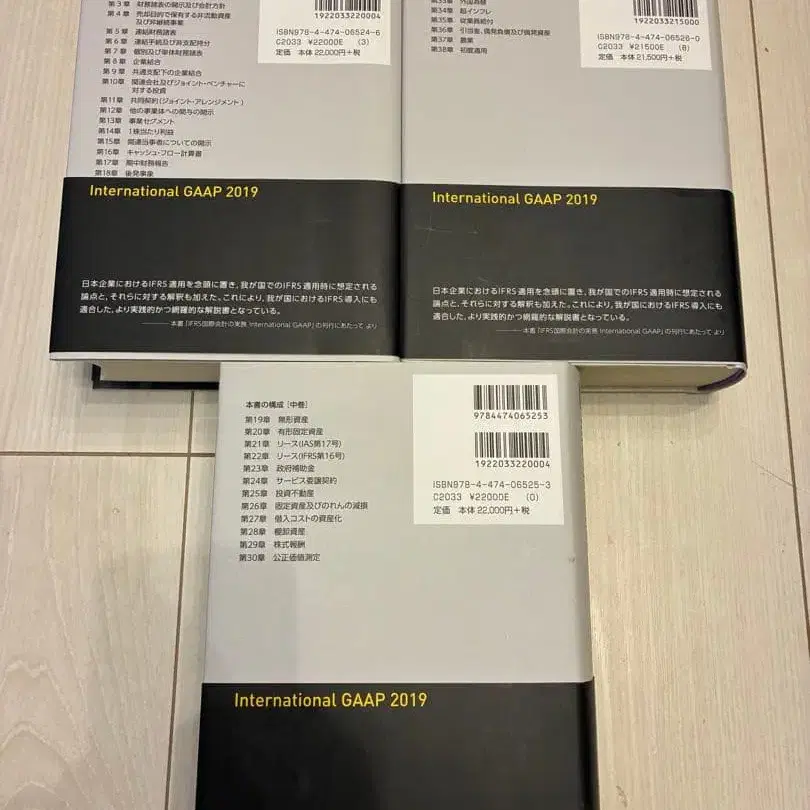 第3章 財務諸表の開示及び会計方針
第4章 売却目的で保有する非流動資産
及び非継続事業
第5章 連結財務諸表
第6章 連結手続及び非支配持分
第7章 個別及び単体財務諸表
第8章 企業結合
第9章 共通支配下の企業結合
第10章 関連会社及びジョイント・ベンチャーに
対する投資
第11章 共同契約(ジョイント・アレンジメント)
第12章 他の事業体への関与の開示
第13章 事業セグメント
第14章 1株当たり利益
第15章 関連当事者についての開示
第16章 キャッシュ・フロー計算書
第17章 期中財務報告
第18章 後発事象
1922033220004
ISBN978-4-474-06524-6
C2033 ¥22000E (3)
定価 本体 22,000円+税
International GAAP 2019
日本企業におけるIFRS適用を念頭に置き、我が国でのIFRS適用時に想定される
論点と、それらに対する解釈も加えた。これにより、我が国におけるIFRS導入にも
適合した、より実践的かつ網羅的な解説書となっている。
本書「IFRS国際会計の実務 International GAAP」の刊行にあたって より
第33章 外国為替
第34章 超インフレ
第35章 従業員給付
第36章 引当金、偶発負債及び偶発資産
第37章 農業
第38章 初度適用
1922033215000
ISBN978-4-474-06526-0
C2033 ¥21500E (8)
定価 本体 21,500円+税
International GAAP 2019
日本企業におけるIFRS適用を念頭に置き、我が国でのIFRS適用時に想定される
論点と、それらに対する解釈も加えた。これにより、我が国におけるIFRS導入にも
適合した、より実践的かつ網羅的な解説書となっている。
本書「IFRS国際会計の実務 International GAAP」の刊行にあたって より
本書の構成[中巻]
第19章 無形資産
第20章 有形固定資産
第21章 リース(IAS第17号)
第22章 リース(IFRS第16号)
第23章 政府補助金
第24章 サービス委譲契約
第25章 投資不動産
第26章 固定資産及びのれんの減損
第27章 借入コストの資産化
第28章 棚卸資産
第29章 株式報酬
第30章 公正価値測定
9784474065253
1922033220004
ISBN978-4-474-06525-3
C2033 ¥22000E (0)
定価 本体 22,000円+税
International GAAP 2019